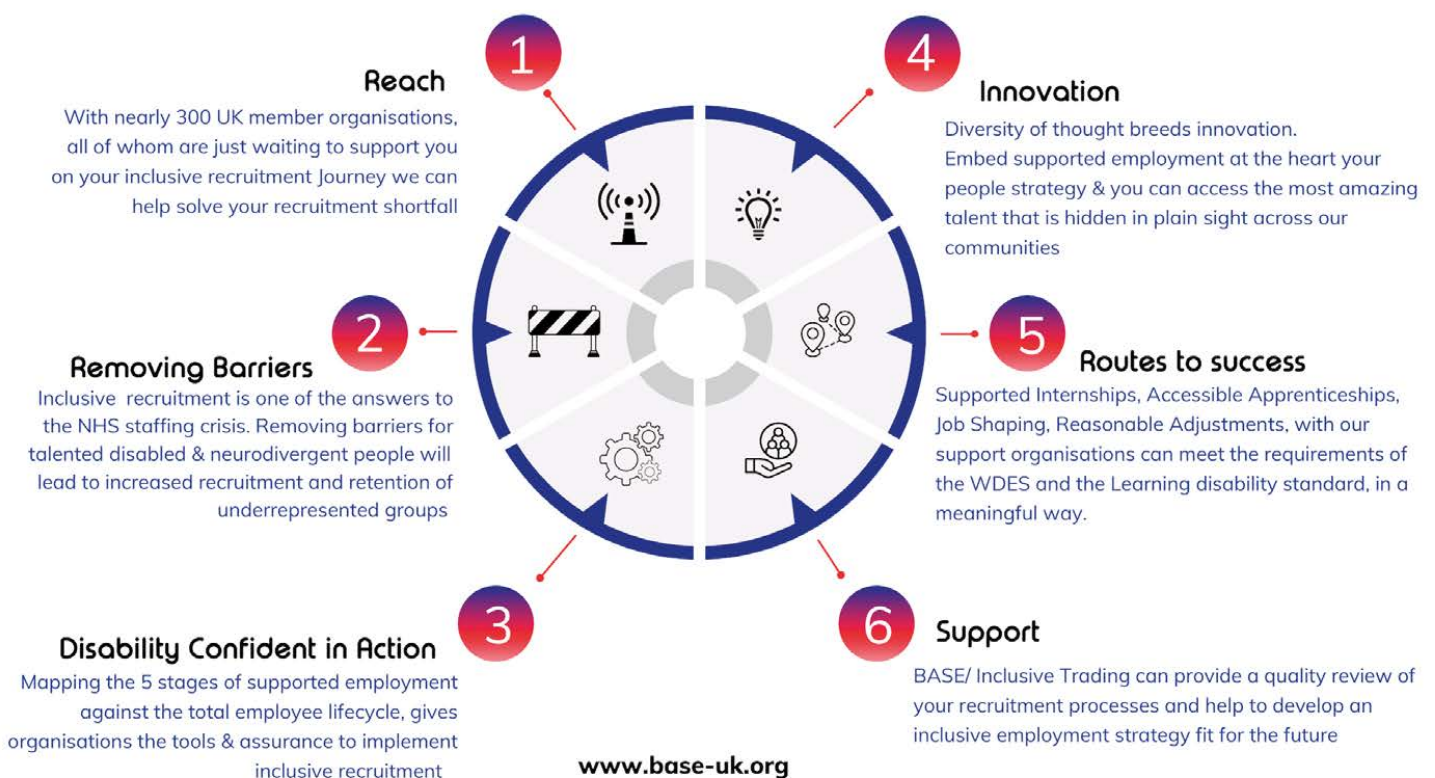 1
Reach
With nearly 300 UK member organisations,
all of whom are just waiting to support you
on your inclusive recruitment Journey we can
help solve your recruitment shortfall
2
Removing Barriers
Inclusive recruitment is one of the answers to
the NHS staffing crisis. Removing barriers for
talented disabled & neurodivergent people will
lead to increased recruitment and retention of
underrepresented groups
3
Disability Confident in Action
Mapping the 5 stages of supported employment
against the total employee lifecycle, gives
organisations the tools & assurance to implement
inclusive recruitment
4
Innovation
Diversity of thought breeds innovation.
Embed supported employment at the heart your
people strategy & you can access the most amazing
talent that is hidden in plain sight across our
communities
5
Routes to success
Supported Internships, Accessible Apprenticeships,
Job Shaping, Reasonable Adjustments, with our
support organisations can meet the requirements of
the WDES and the Learning disability standard, in a
meaningful way.
6
Support
BASE/ Inclusive Trading can provide a quality review of
your recruitment processes and help to develop an
inclusive employment strategy fit for the future
www.base-uk.org